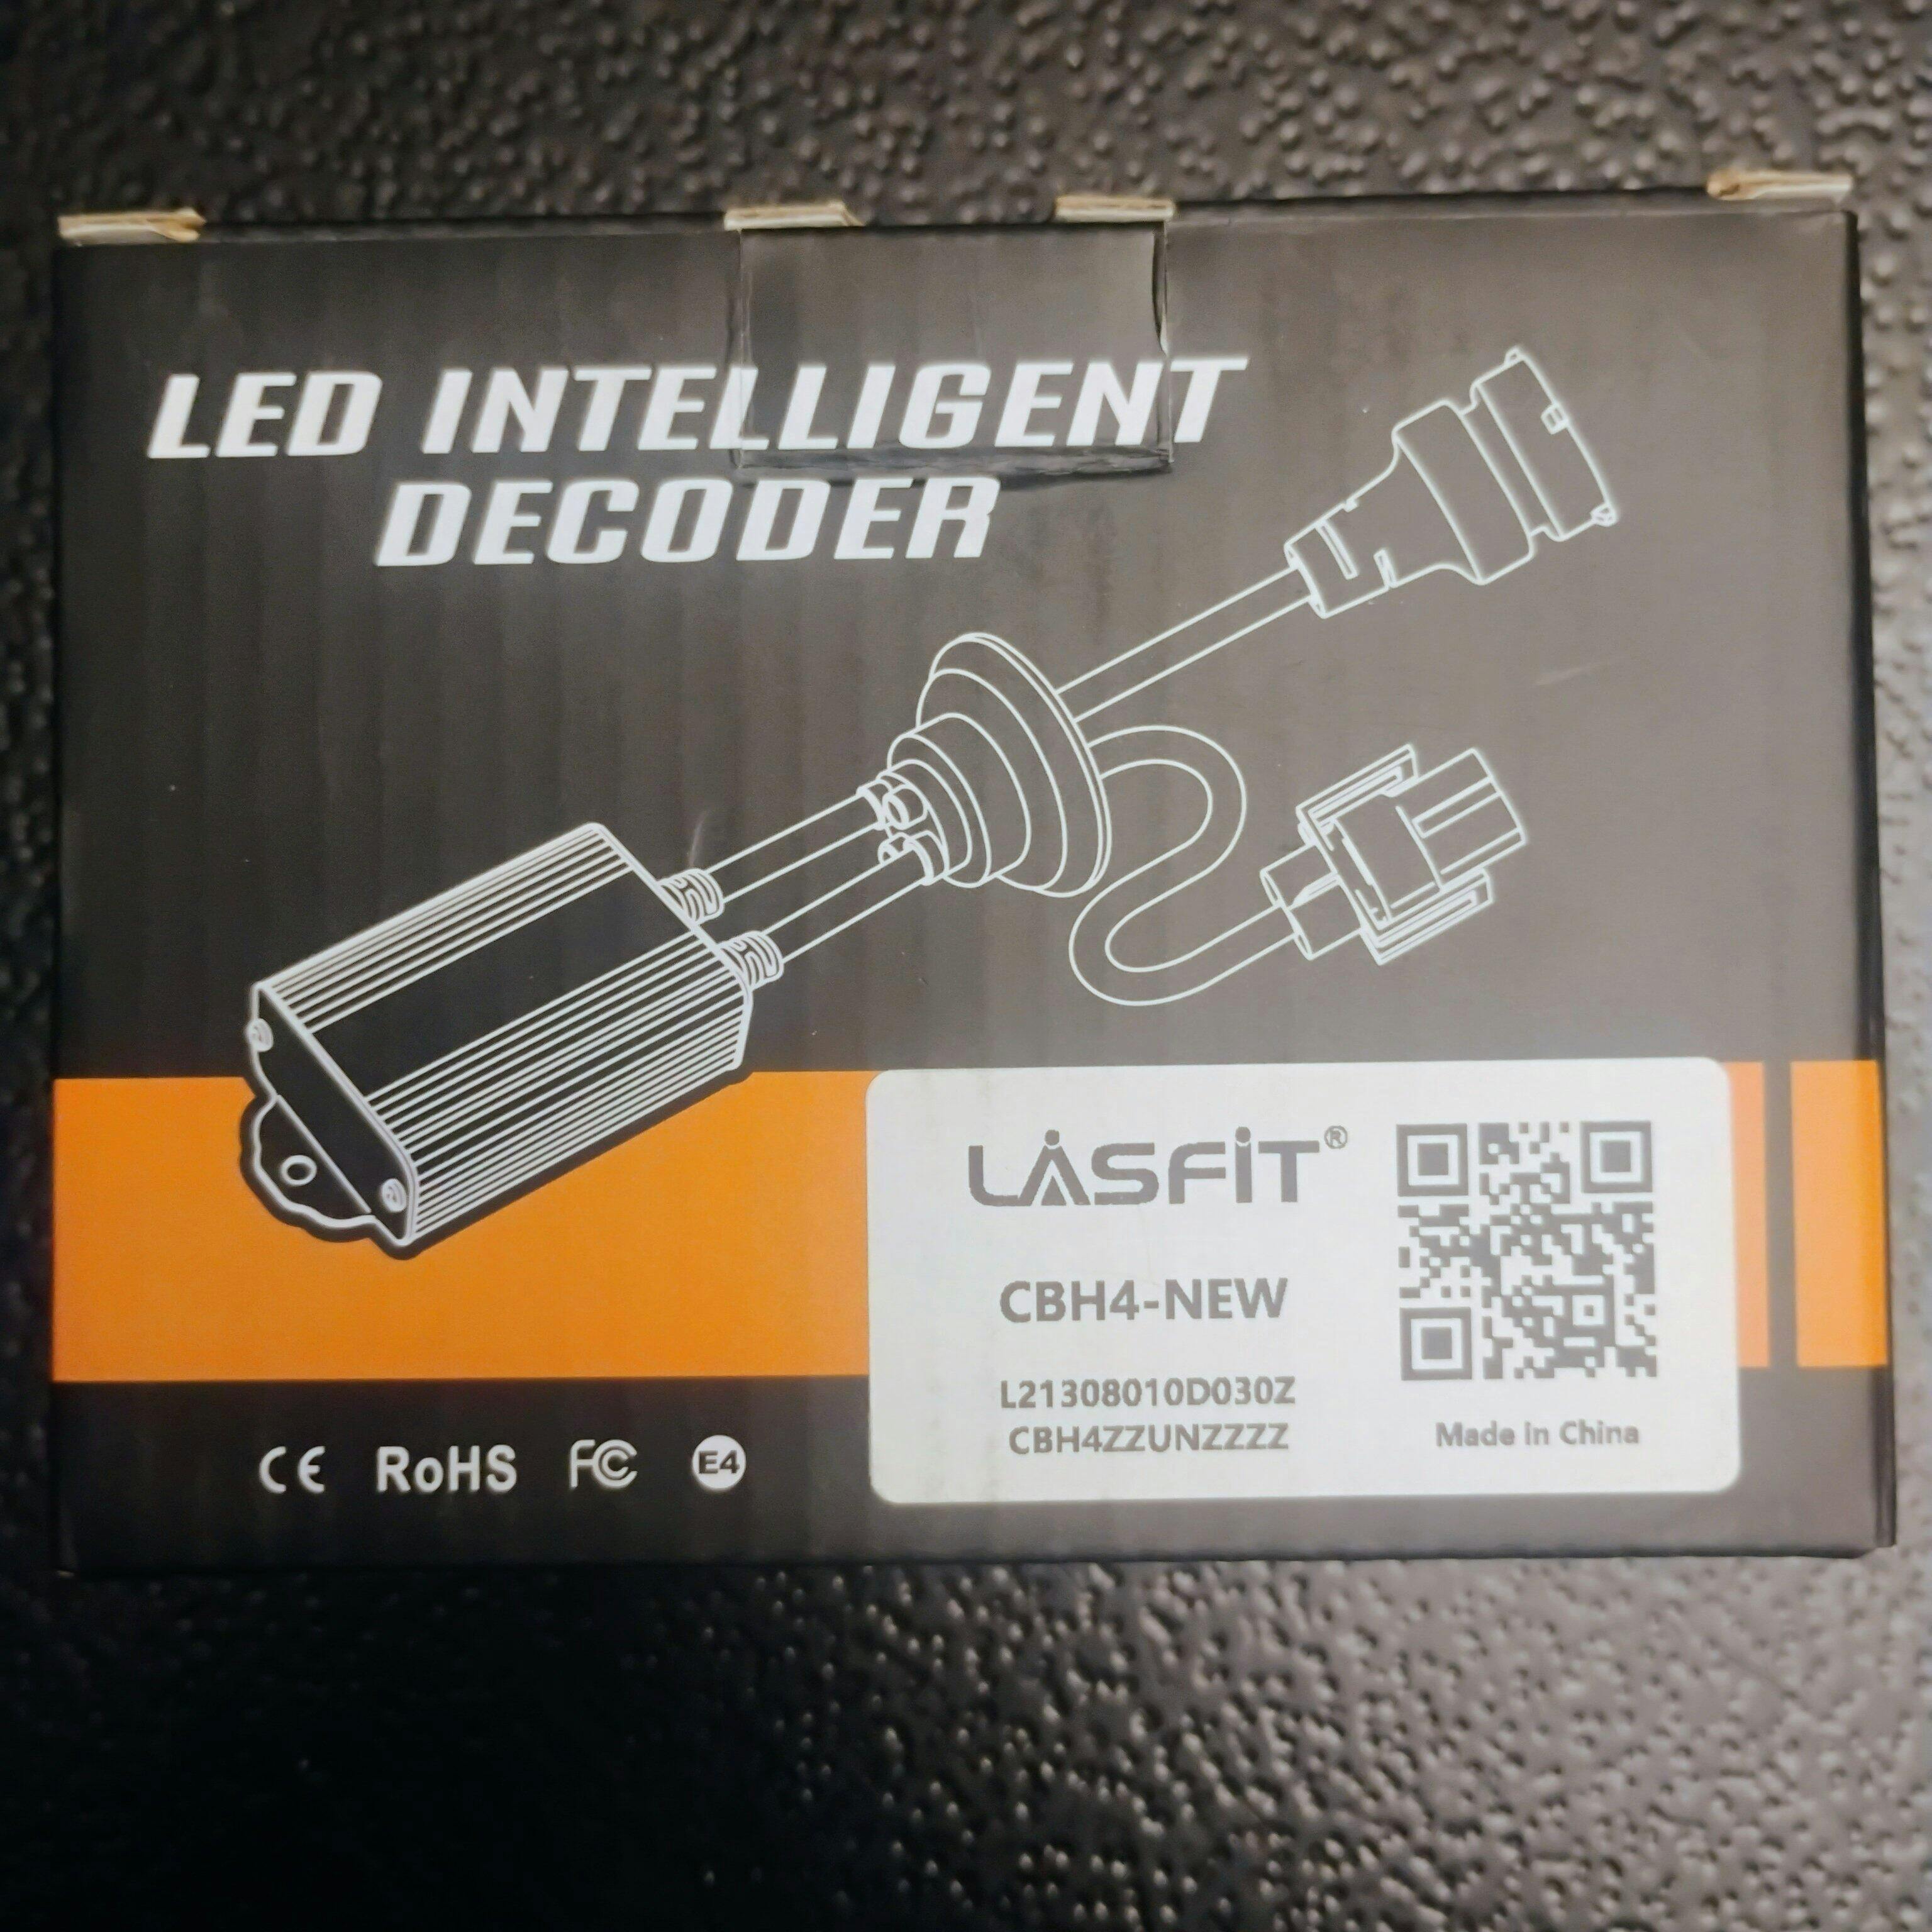 LED INTELLIGENT
DECODER
LASFIT®
CBH4-NEW
L21308010D030Z
CBH4ZZUNZZZZ
Made in China
CE RoHS FC E4